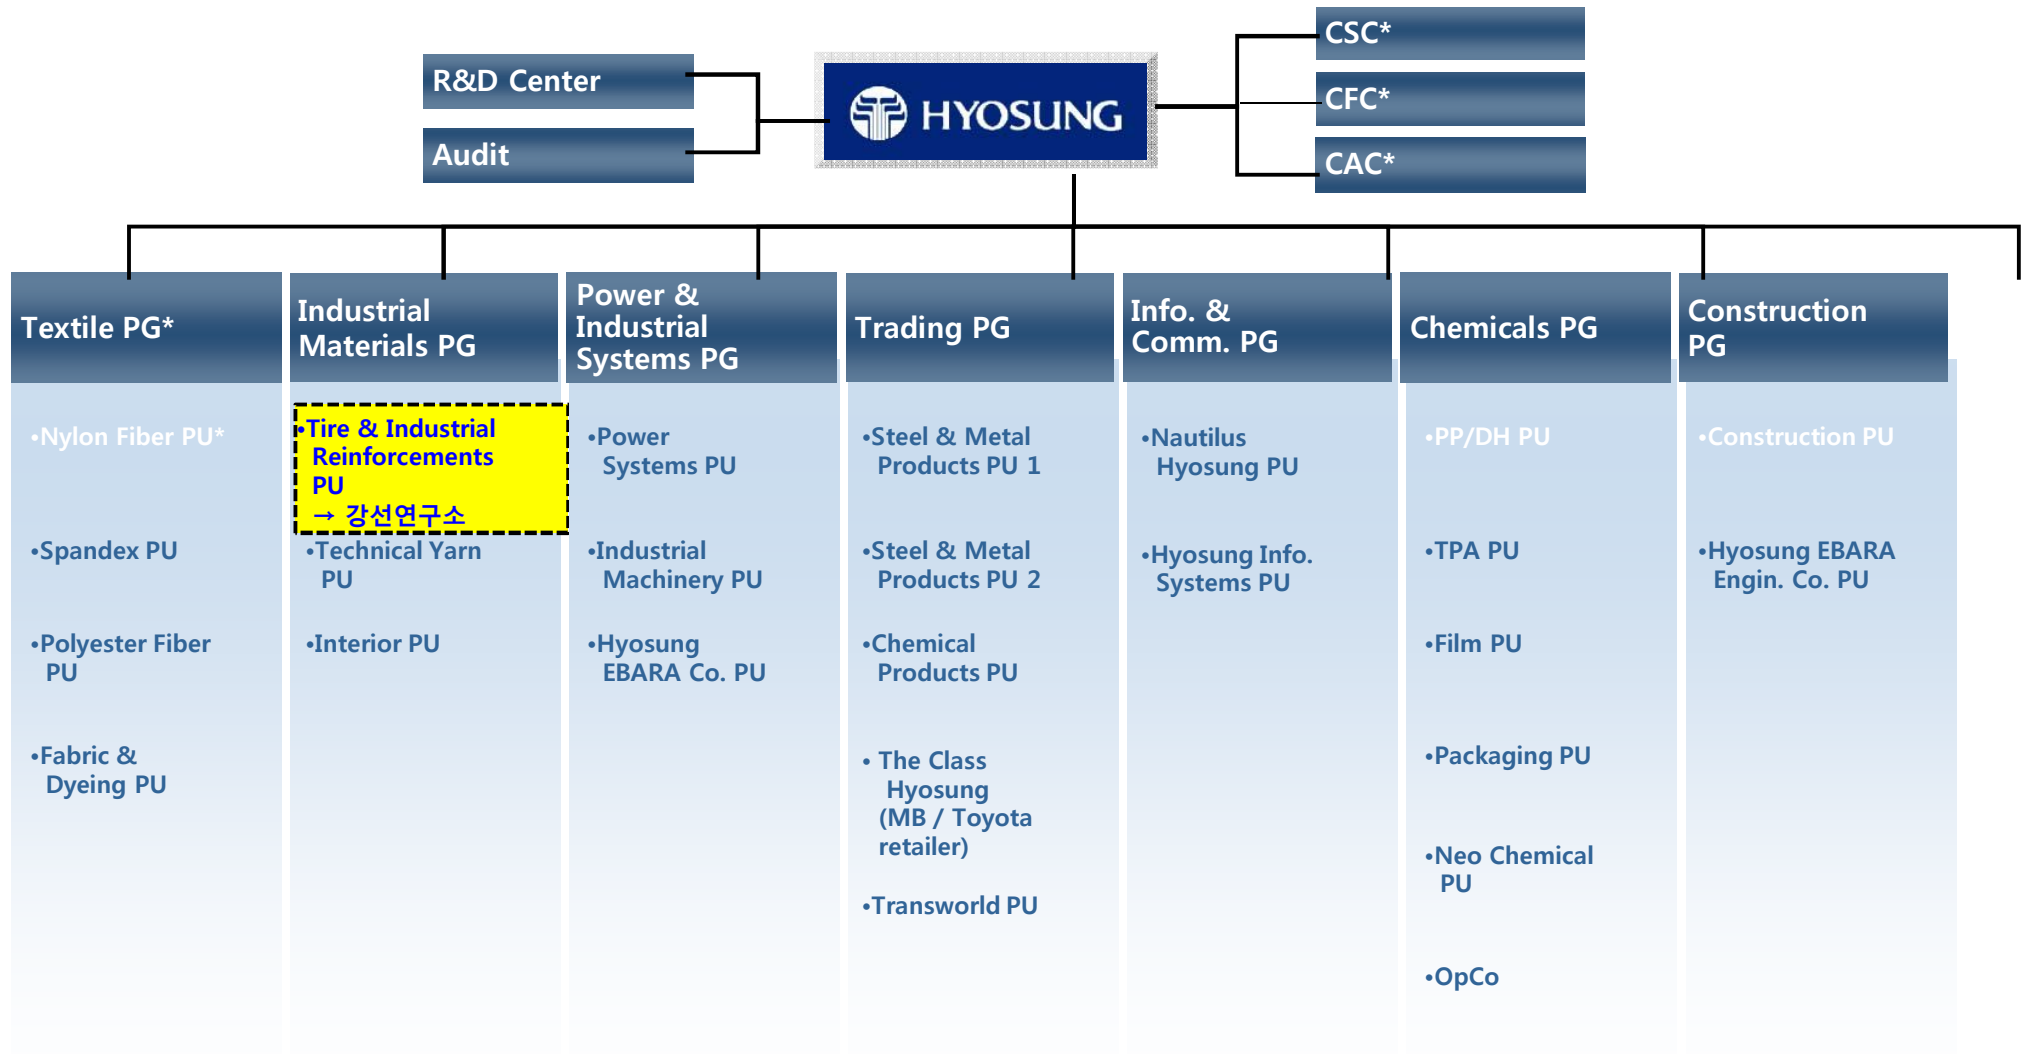 R&D Center
Audit
HYOSUNG
CSC*
CFC*
CAC*
Textile PG*
•Nylon Fiber PU*
•Spandex PU
•Polyester Fiber
PU
•Fabric &
Dyeing PU
Industrial
Materials PG
•Tire & Industrial
Reinforcements
PU
→ 강선연구소
•Technical Yarn
PU
•Interior PU
Power &
Industrial
Systems PG
•Power
Systems PU
•Industrial
Machinery PU
•Hyosung
EBARA Co. PU
Trading PG
•Steel & Metal
Products PU 1
•Steel & Metal
Products PU 2
•Chemical
Products PU
• The Class
Hyosung
(MB / Toyota
retailer)
•Transworld PU
Info. &
Comm. PG
•Nautilus
Hyosung PU
•Hyosung Info.
Systems PU
Chemicals PG
•PP/DH PU
•TPA PU
•Film PU
•Packaging PU
•Neo Chemical
PU
•OpCo
Construction
PG
•Construction PU
•Hyosung EBARA
Engin. Co. PU